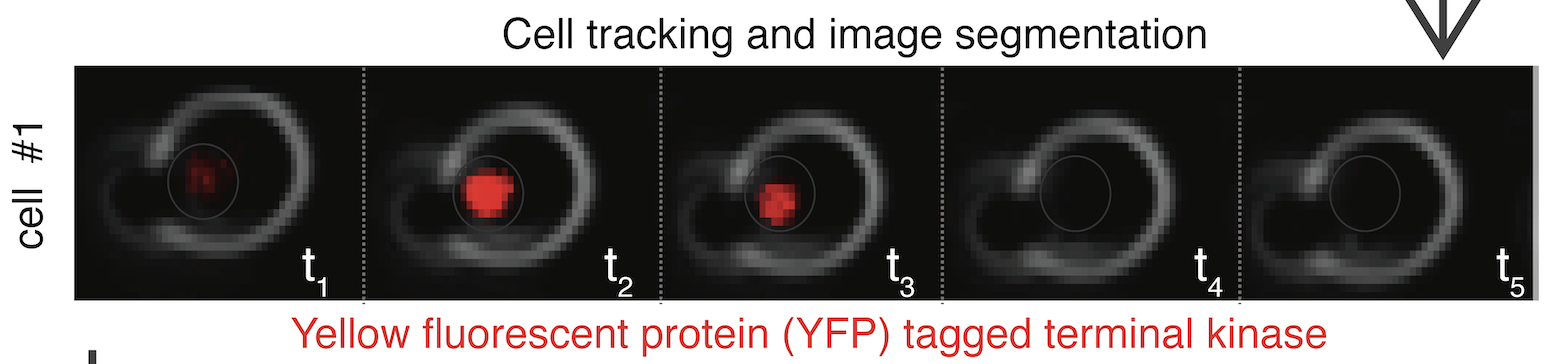 Cell tracking and image segmentation
cell #1
t₁ t₂ t₃ t₄ t₅
Yellow fluorescent protein (YFP) tagged terminal kinase